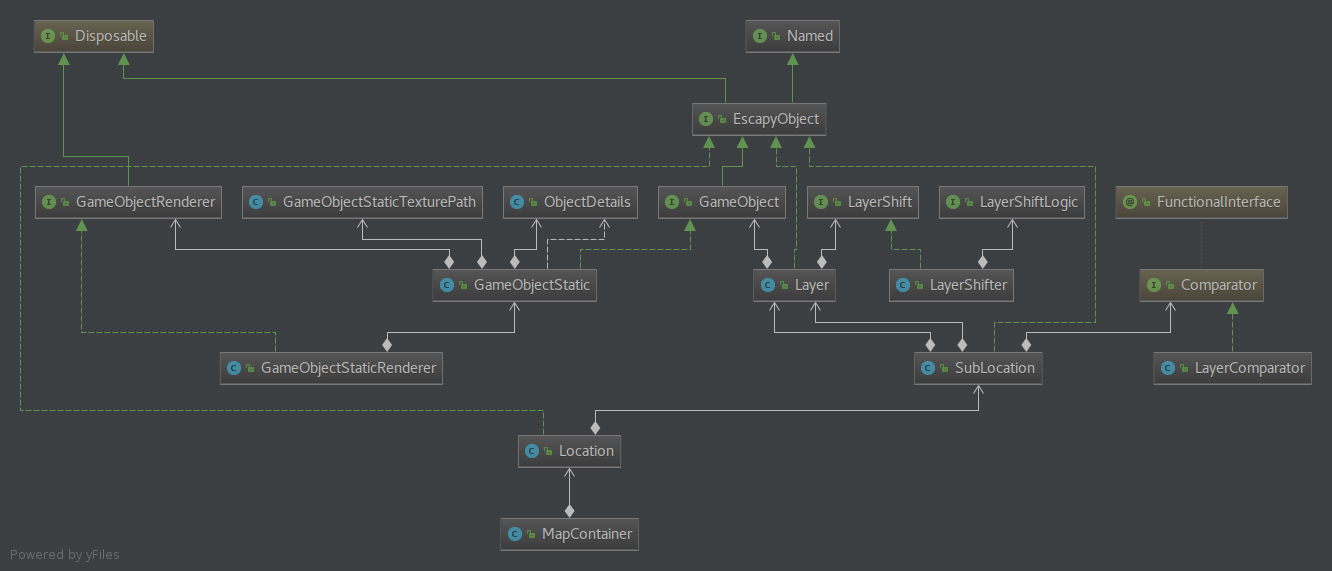 Disposable
Named
EscapyObject
GameObjectRenderer
GameObjectStaticTexturePath
ObjectDetails
GameObject
LayerShift
LayerShiftLogic
FunctionalInterface
GameObjectStatic
Layer
LayerShifter
Comparator
GameObjectStaticRenderer
SubLocation
LayerComparator
Location
MapContainer
Powered by yFiles